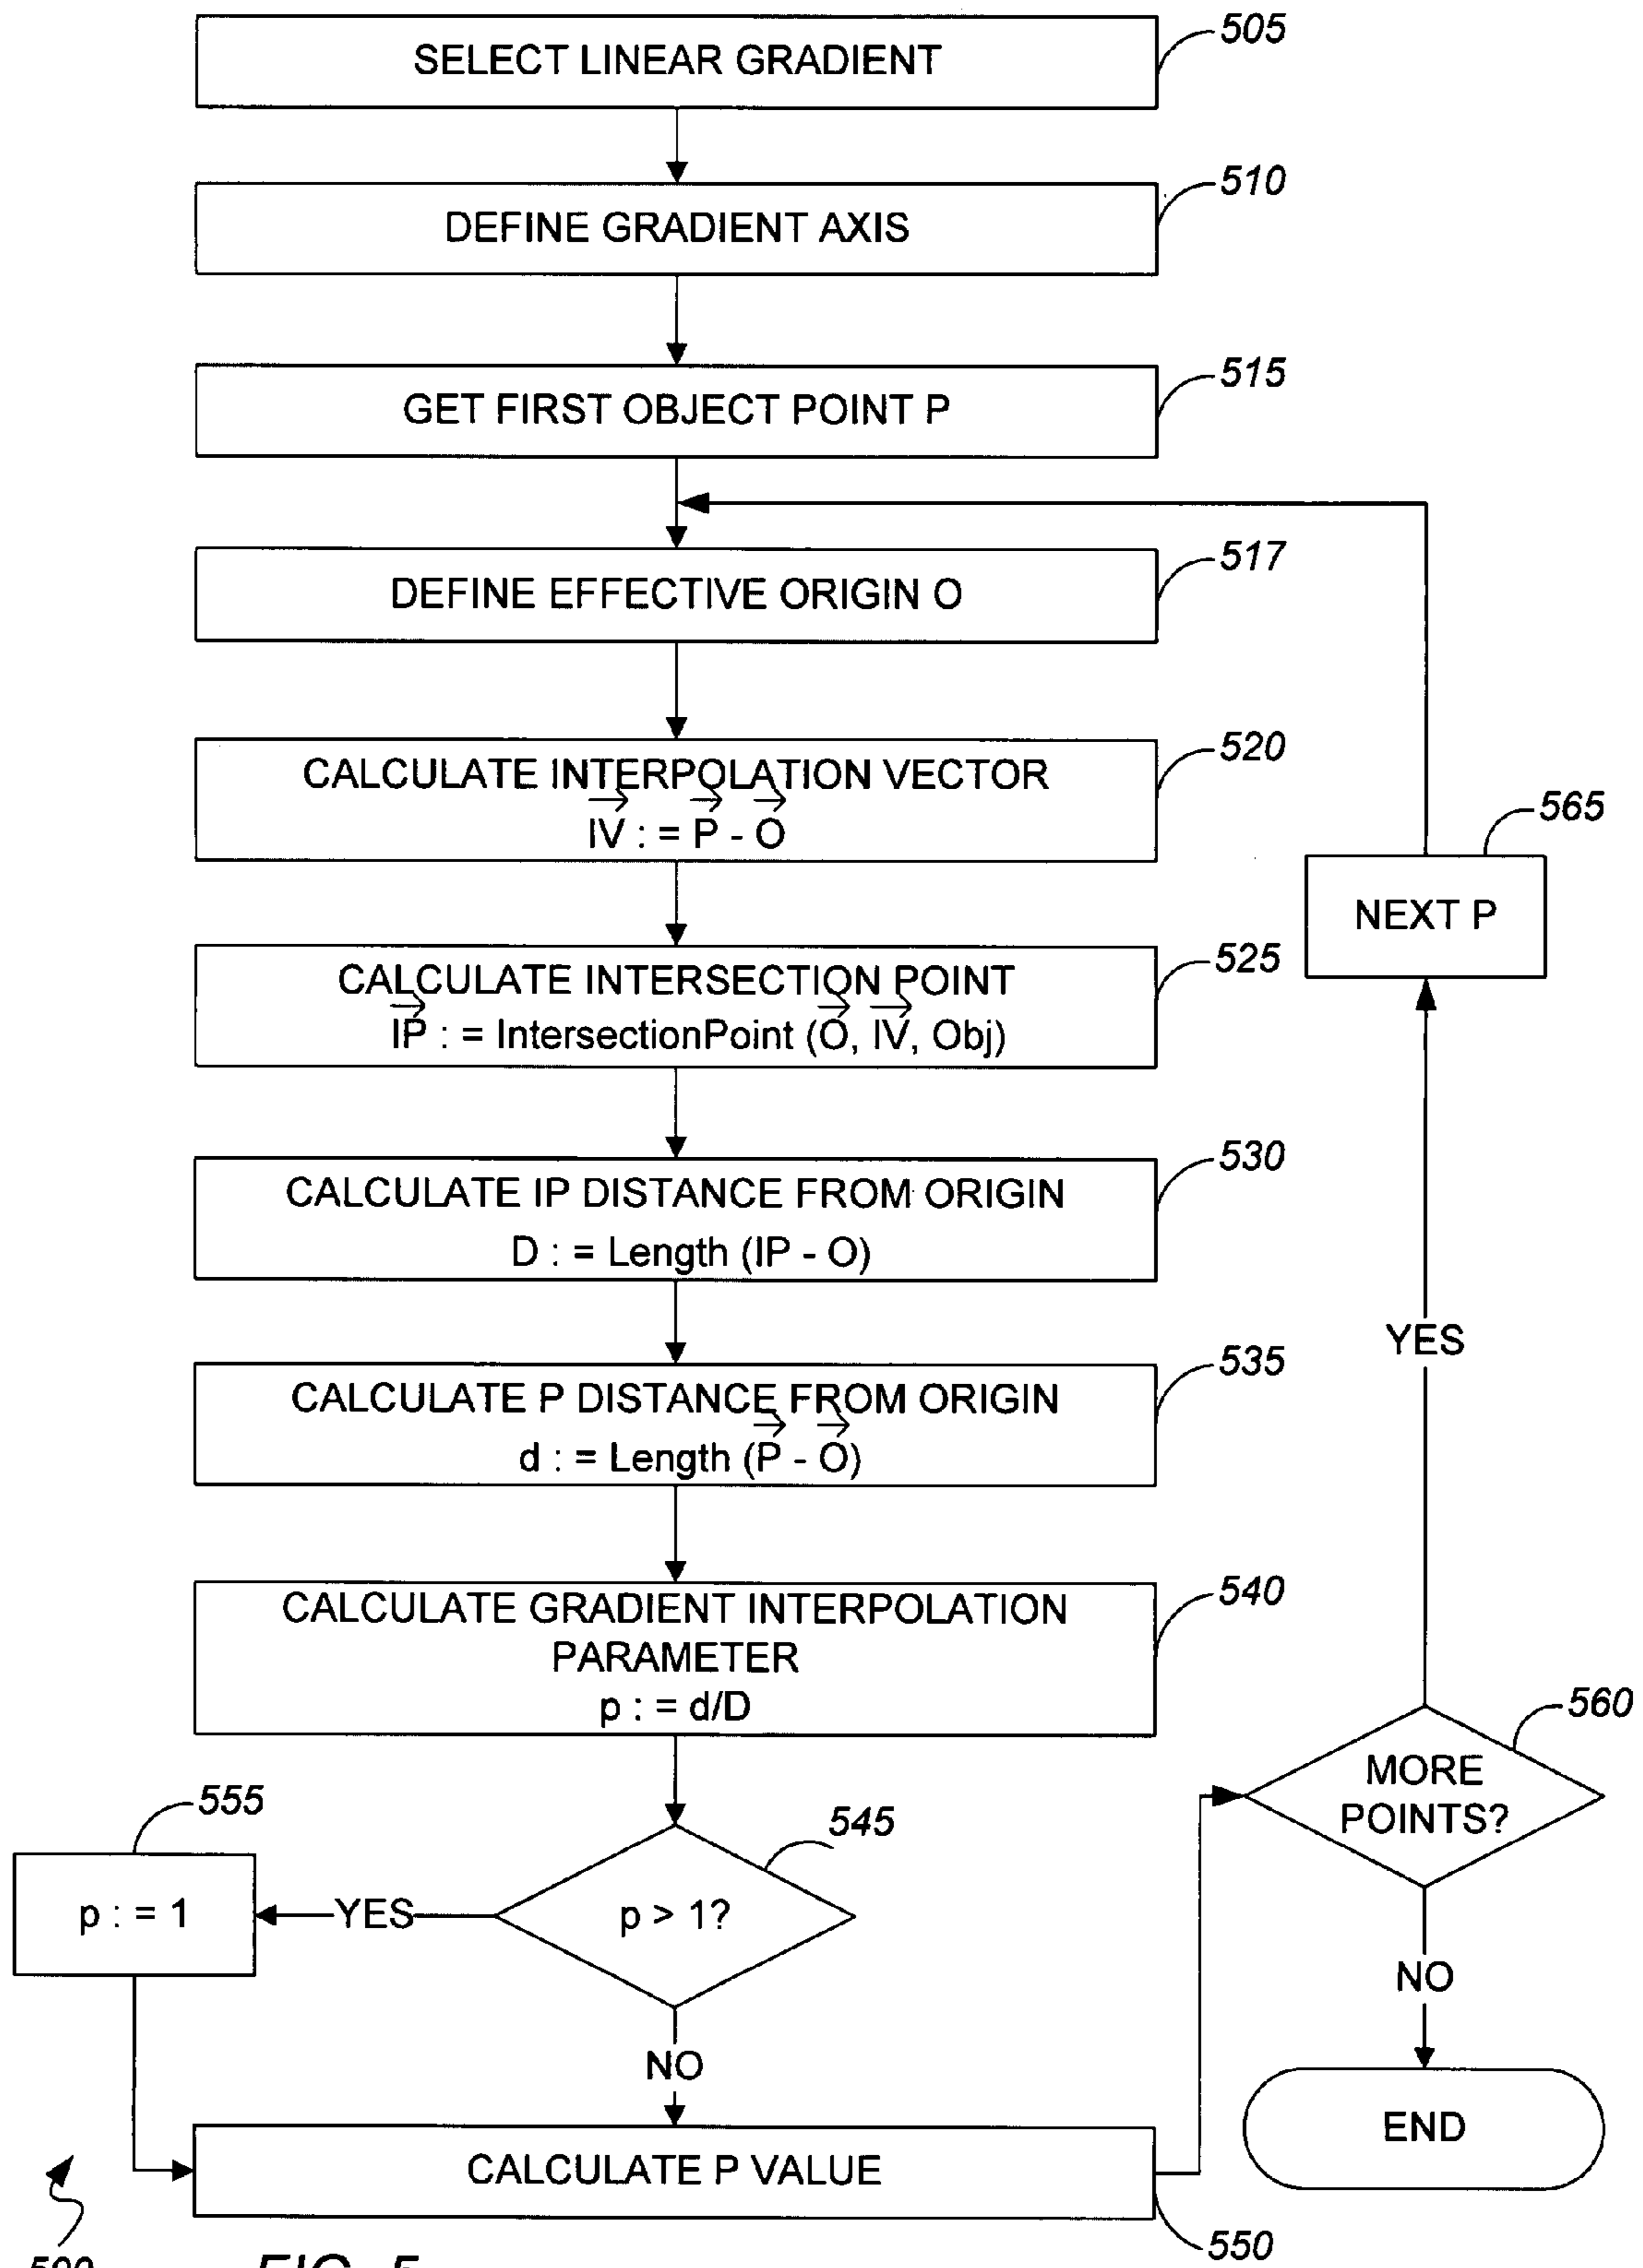 SELECT LINEAR GRADIENT
505
DEFINE GRADIENT AXIS
510
GET FIRST OBJECT POINT P
515
DEFINE EFFECTIVE ORIGIN O
517
CALCULATE INTERPOLATION VECTOR
IV : = P - O
520
CALCULATE INTERSECTION POINT
IP : = IntersectionPoint (O, IV, Obj)
525
CALCULATE IP DISTANCE FROM ORIGIN
D : = Length (IP - O)
530
CALCULATE P DISTANCE FROM ORIGIN
d : = Length (P - O)
535
CALCULATE GRADIENT INTERPOLATION
PARAMETER
p : = d/D
540
p > 1?
545
YES
p : = 1
555
NO
CALCULATE P VALUE
550
MORE
POINTS?
560
YES
NEXT P
565
NO
END
500
FIG. 5